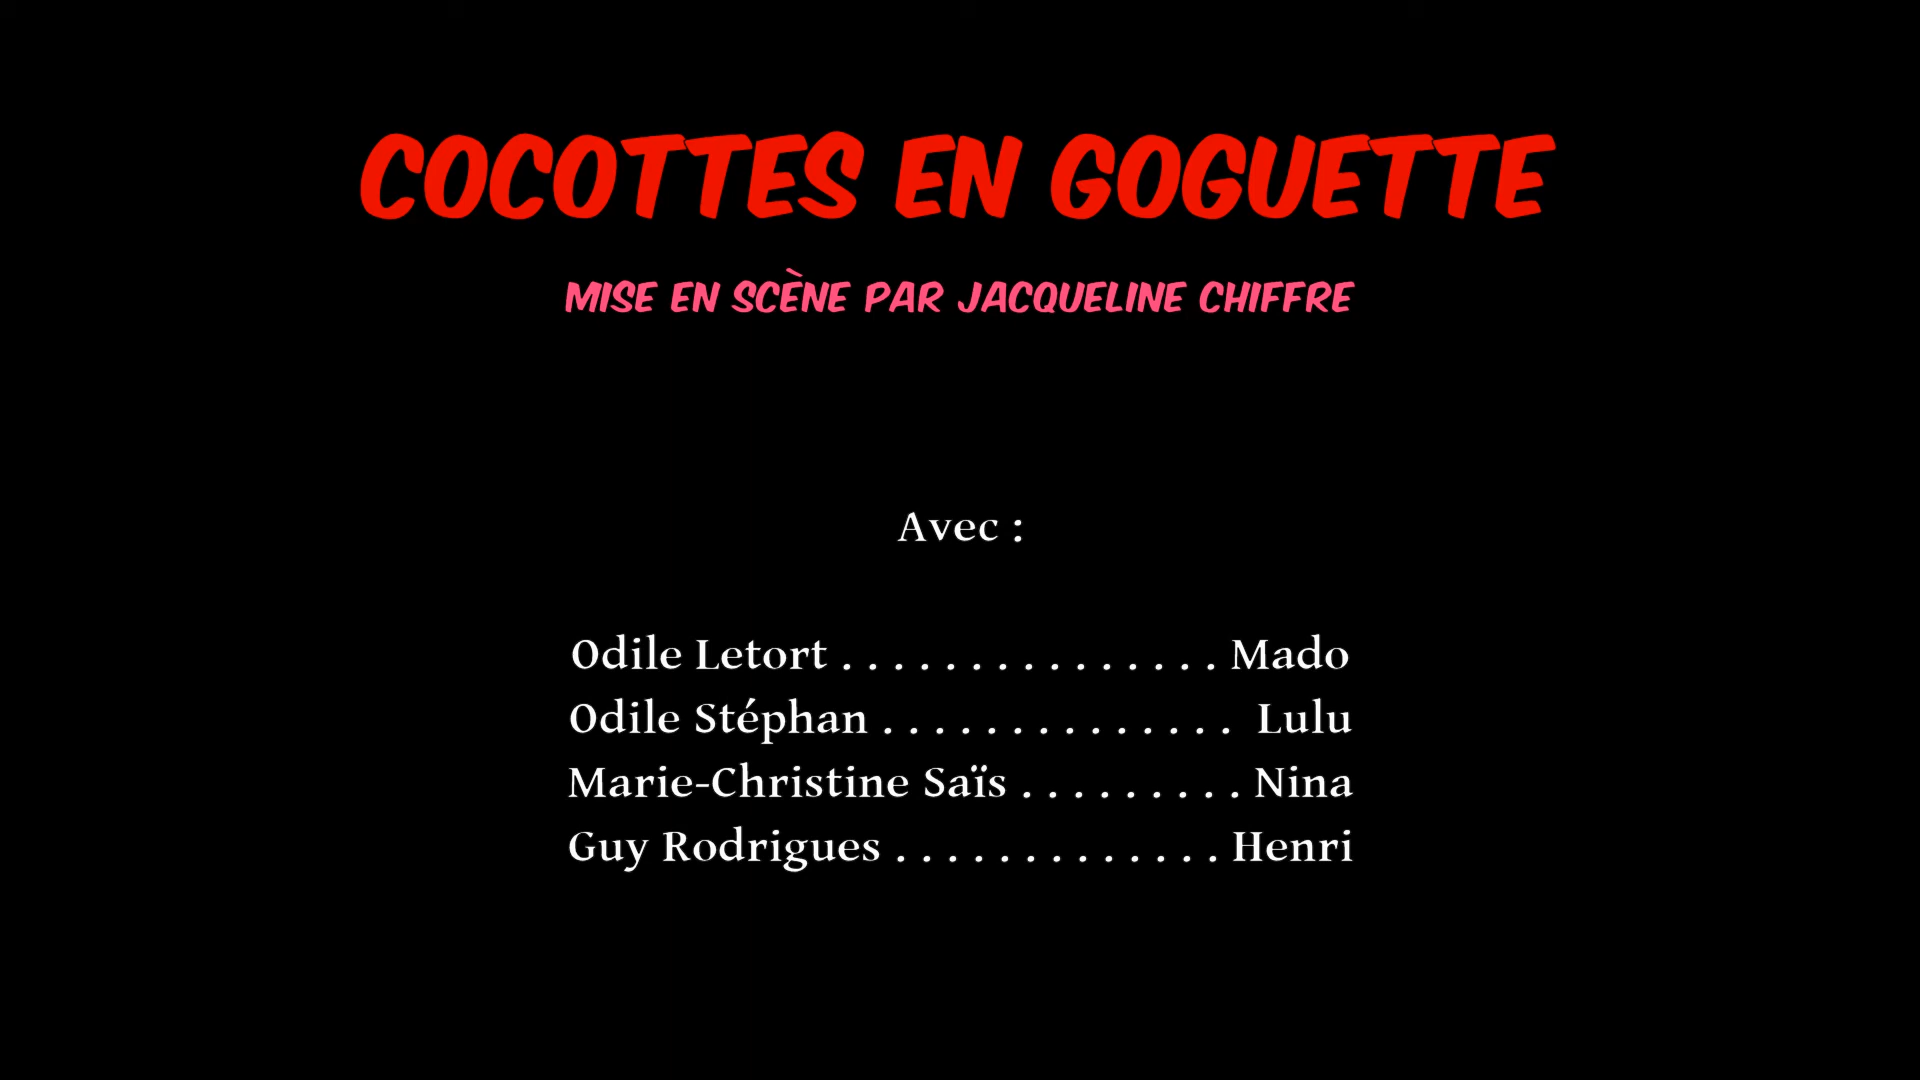 COCOTTES EN GOGUETTE
MISE EN SCÈNE PAR JACQUELINE CHIFFRE
Avec :
Odile Letort . . . . . . . . . . . . . . . Mado
Odile Stéphan . . . . . . . . . . . . . . Lulu
Marie-Christine Saïs . . . . . . . . . Nina
Guy Rodrigues . . . . . . . . . . . . . Henri